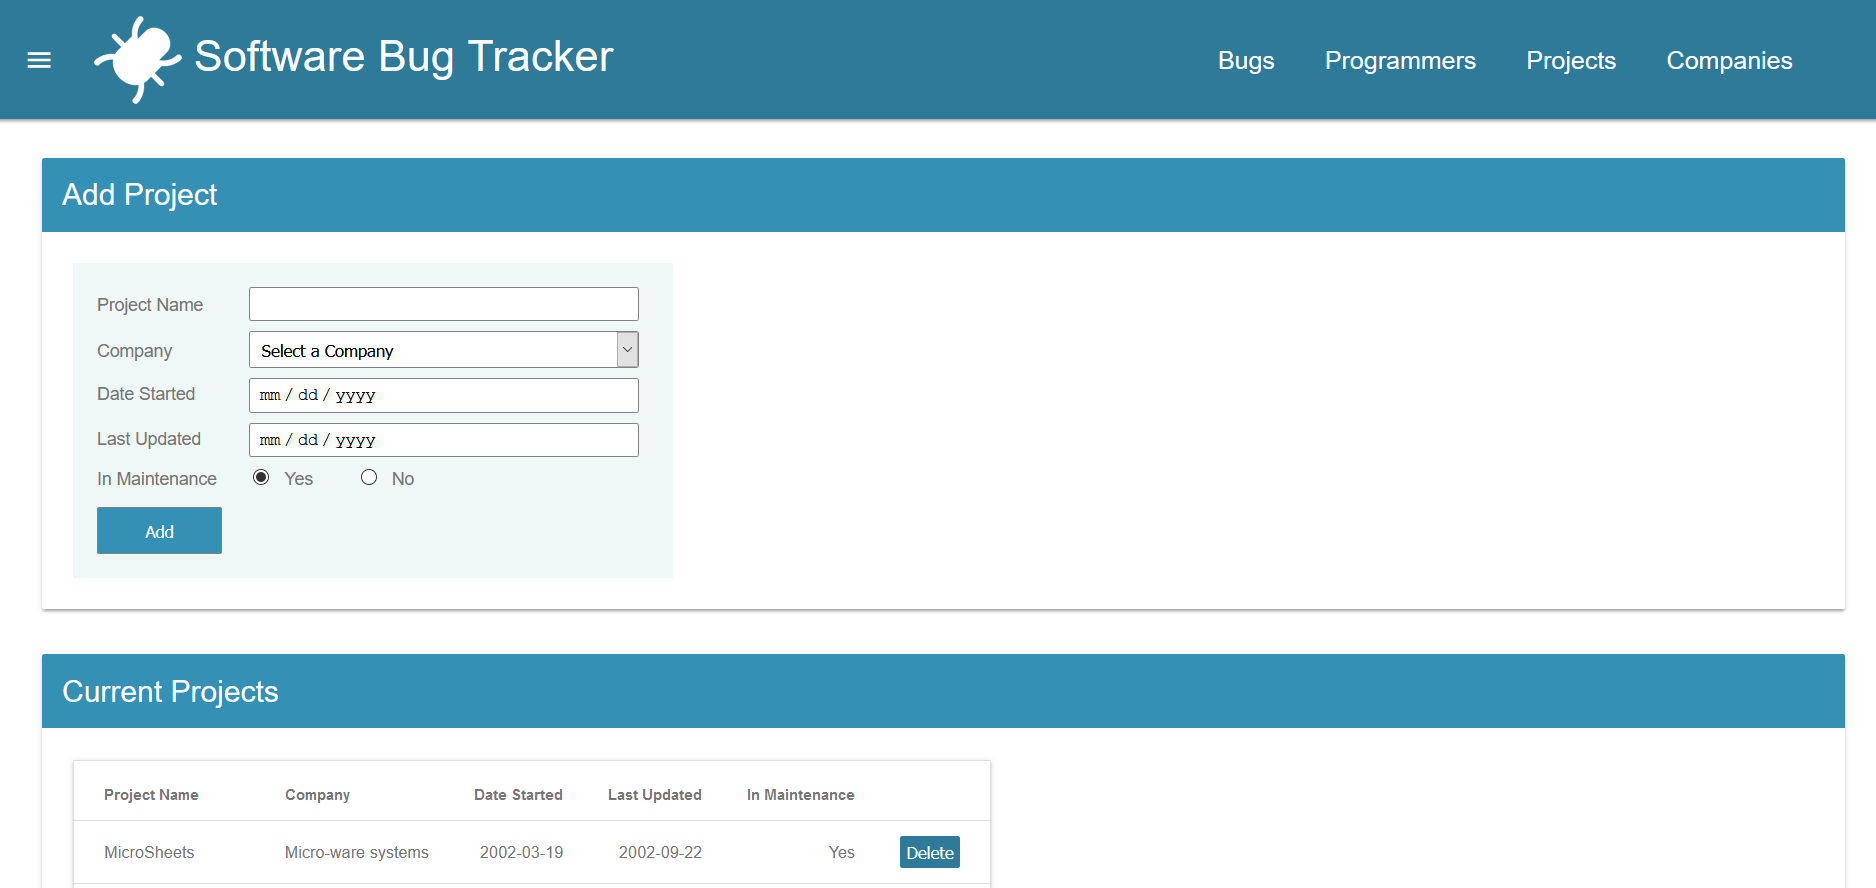 Software Bug Tracker
Bugs Programmers Projects Companies
Add Project
Project Name
Company Select a Company
Date Started mm / dd / yyyy
Last Updated mm / dd / yyyy
In Maintenance Yes No
Add
Current Projects
Project Name Company Date Started Last Updated In Maintenance
MicroSheets Micro-ware systems 2002-03-19 2002-09-22 Yes Delete